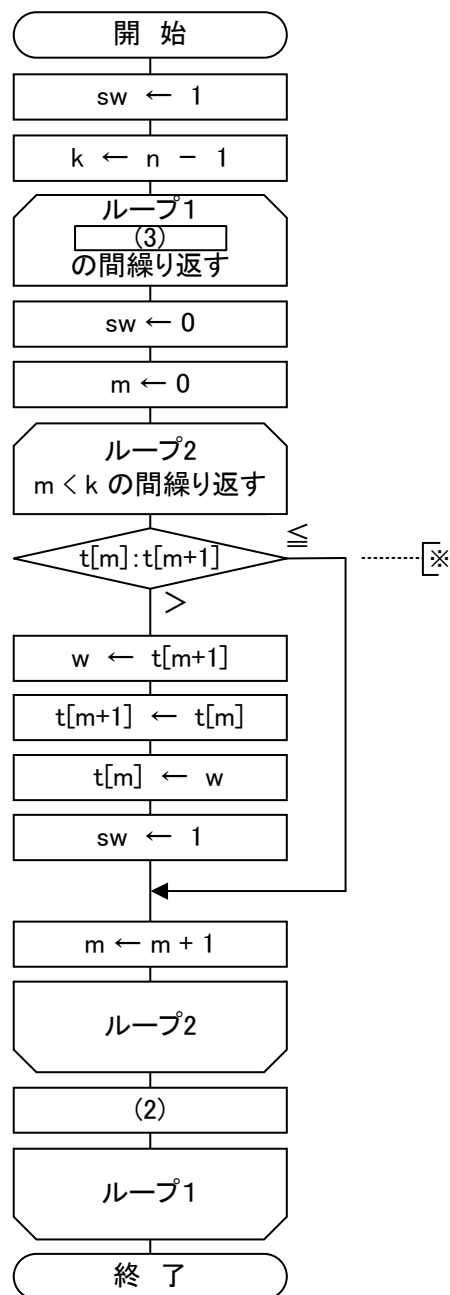 開 始
sw ← 1
k ← n － 1
ループ1
(3)
の間繰り返す
sw ← 0
m ← 0
ループ2
m < k の間繰り返す
t[m]:t[m+1]
≦
※
＞
w ← t[m+1]
t[m+1] ← t[m]
t[m] ← w
sw ← 1
m ← m + 1
ループ2
(2)
ループ1
終 了